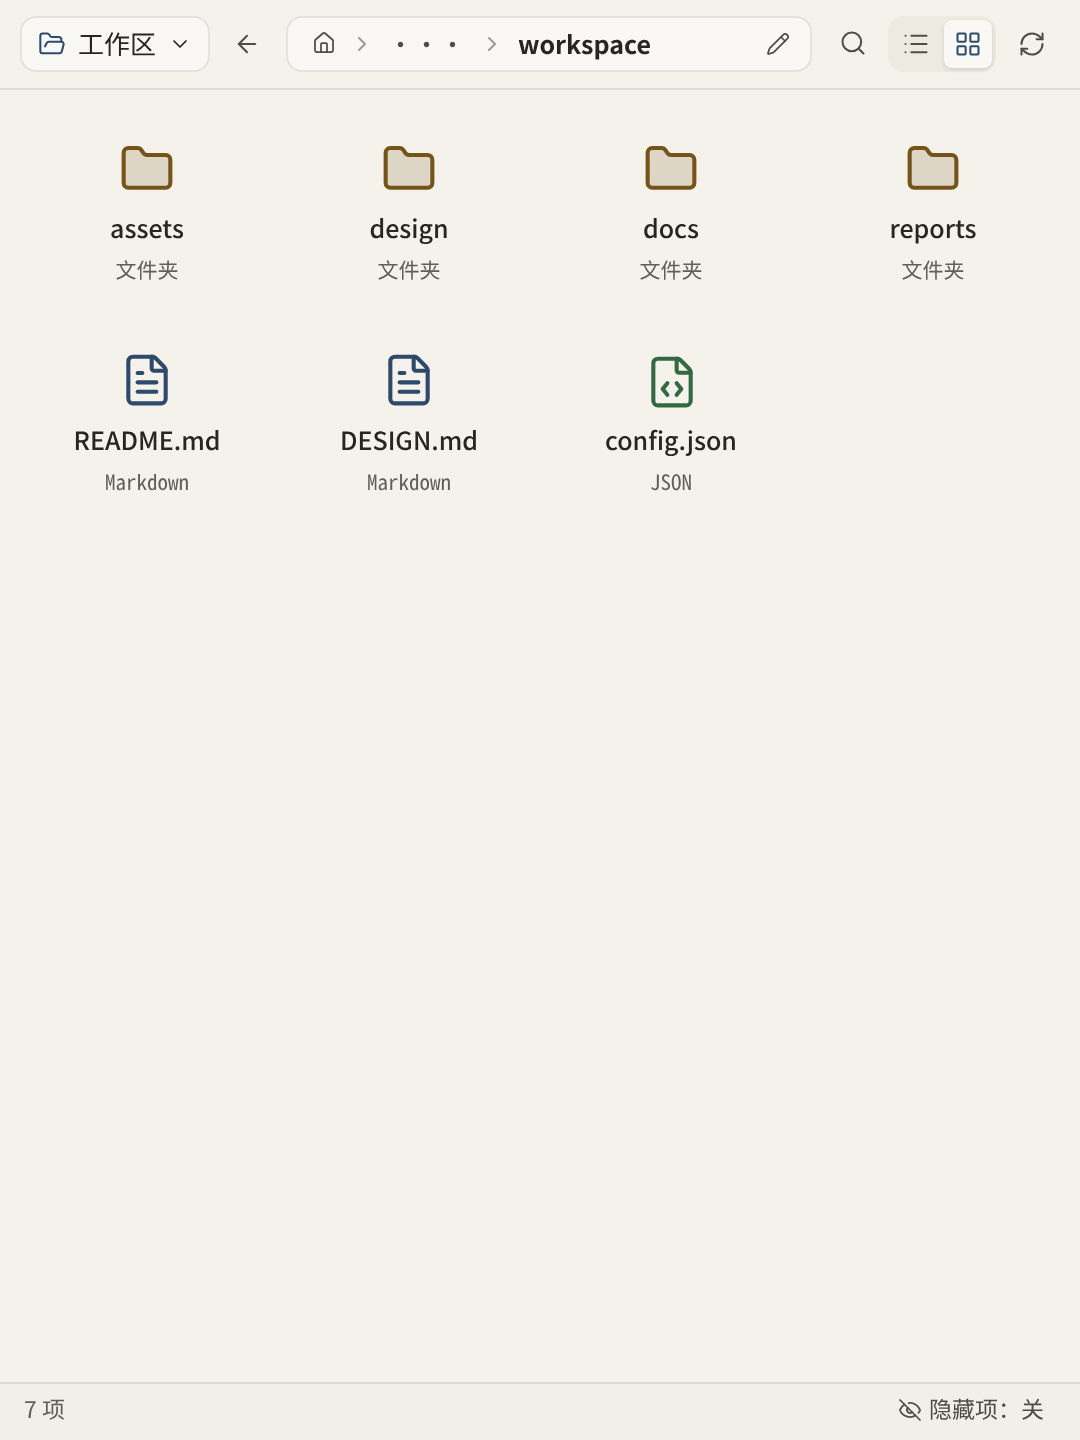 工作区
workspace
assets
文件夹
design
文件夹
docs
文件夹
reports
文件夹
README.md
Markdown
DESIGN.md
Markdown
config.json
JSON
7 项
隐藏项：关